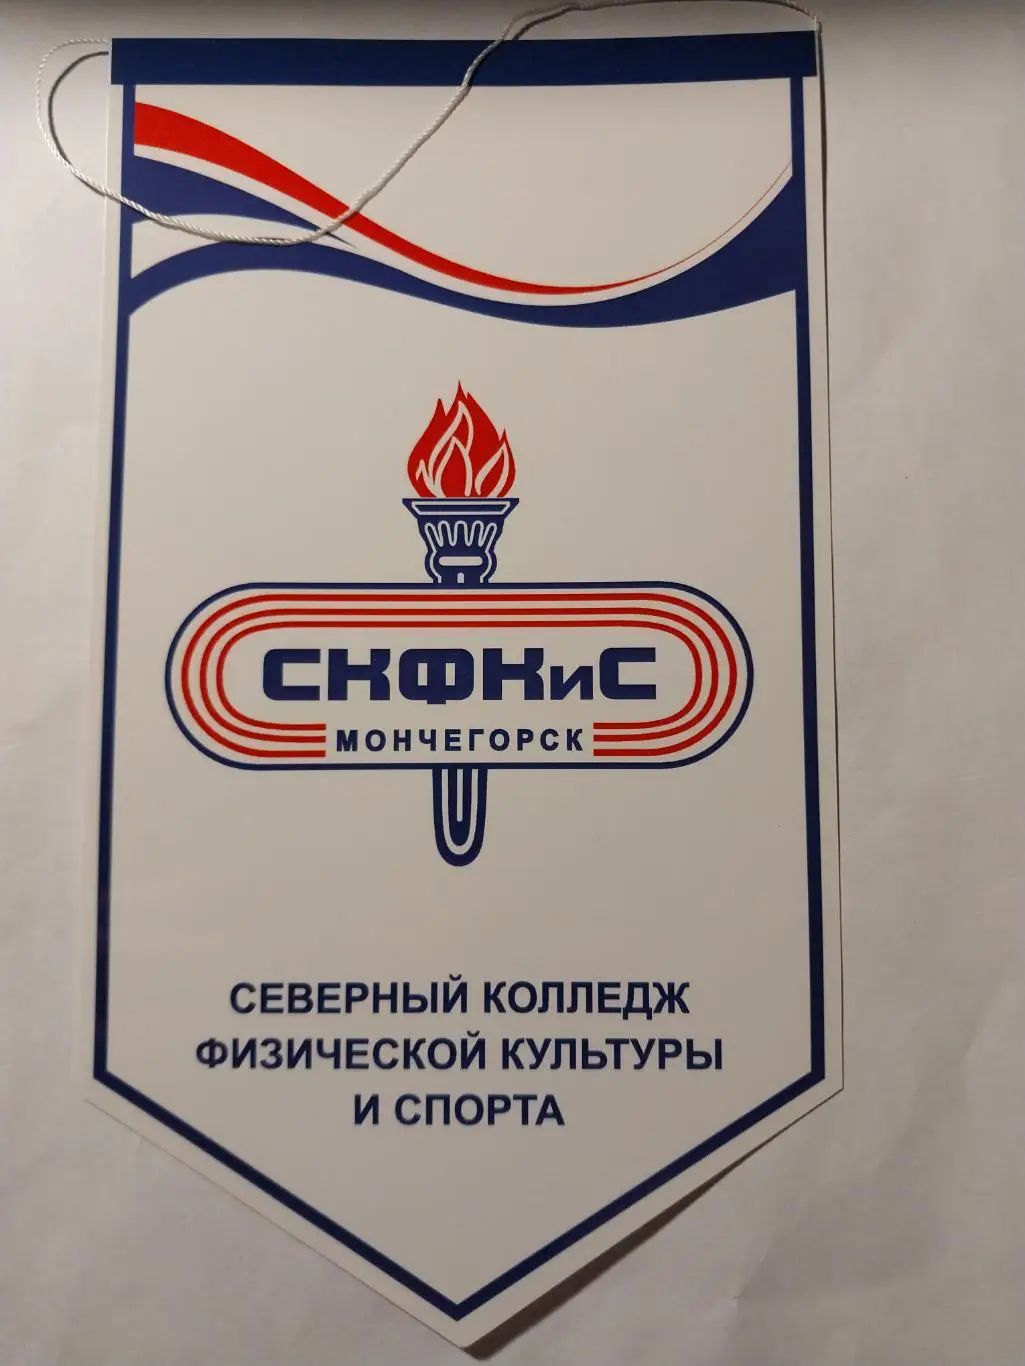 СКФКиС
МОНЧЕГОРСК
СЕВЕРНЫЙ КОЛЛЕДЖ
ФИЗИЧЕСКОЙ КУЛЬТУРЫ
И СПОРТА